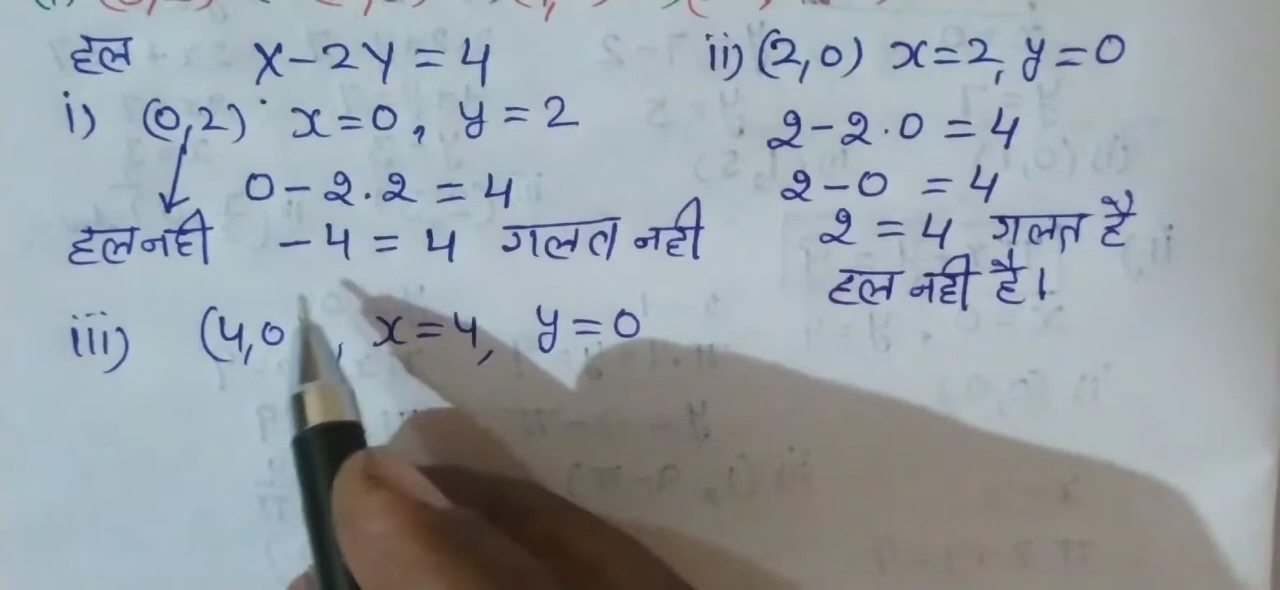 हल x-2y=4
i) (0,2) x=0, y=2
0-2.2=4
हल नही -4=4 गलत नही
ii) (2,0) x=2, y=0
2-2.0=4
2-0=4
2=4 गलत है
हल नही है।
iii) (4,0 , x=4, y=0